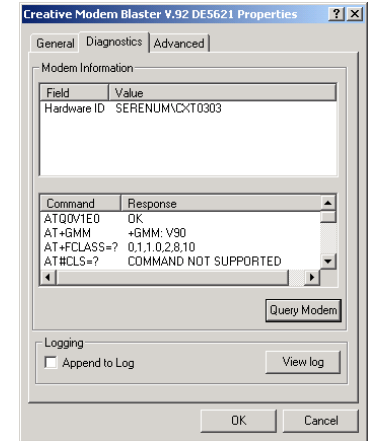 Creative Modem Blaster V.92 DE5621 Properties
General Diagnostics Advanced
Modem Information
Field Value
Hardware ID SERENUM\CXT0303
Command Response
ATQ0V1E0 OK
AT+GMM +GMM: V90
AT+FCLASS=? 0,1,1.0,2,8,10
AT#CLS=? COMMAND NOT SUPPORTED
Query Modem
Logging
Append to Log View log
OK Cancel